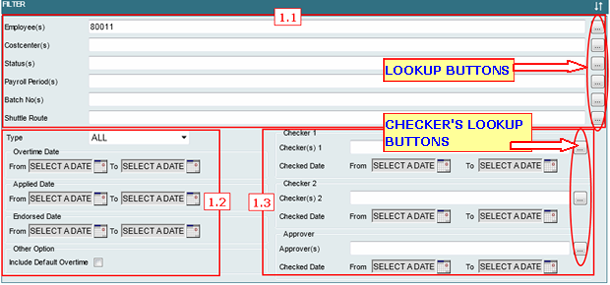 FILTER
1.1
Employee(s) 80011 ...
Costcenter(s) ...
Status(s) ...
LOOKUP BUTTONS
Payroll Period(s) ...
Batch No(s) ...
Shuttle Route ...
CHECKER'S LOOKUP
BUTTONS
Type ALL
Overtime Date
From SELECT A DATE To SELECT A DATE
Applied Date
From SELECT A DATE To SELECT A DATE
1.2
Endorsed Date
From SELECT A DATE To SELECT A DATE
Other Option
Include Default Overtime
1.3
Checker 1
Checker(s) 1 ...
Checked Date From SELECT A DATE To SELECT A DATE
Checker 2
Checker(s) 2 ...
Checked Date From SELECT A DATE To SELECT A DATE
Approver
Approver(s) ...
Checked Date From SELECT A DATE To SELECT A DATE